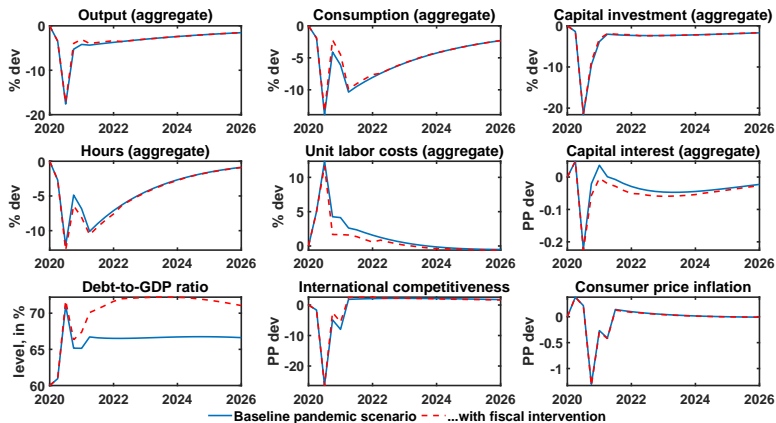 Output (aggregate)
Consumption (aggregate)
Capital investment (aggregate)
% dev
0
-10
-20
2020 2022 2024 2026
% dev
0
-5
-10
2020 2022 2024 2026
% dev
0
-10
-20
2020 2022 2024 2026
Hours (aggregate)
Unit labor costs (aggregate)
Capital interest (aggregate)
% dev
0
-5
-10
2020 2022 2024 2026
% dev
10
5
0
2020 2022 2024 2026
PP dev
0
-0.1
-0.2
2020 2022 2024 2026
Debt-to-GDP ratio
International competitiveness
Consumer price inflation
level, in %
70
65
60
2020 2022 2024 2026
PP dev
0
-10
-20
2020 2022 2024 2026
PP dev
0
-0.5
-1
2020 2022 2024 2026
Baseline pandemic scenario ...with fiscal intervention